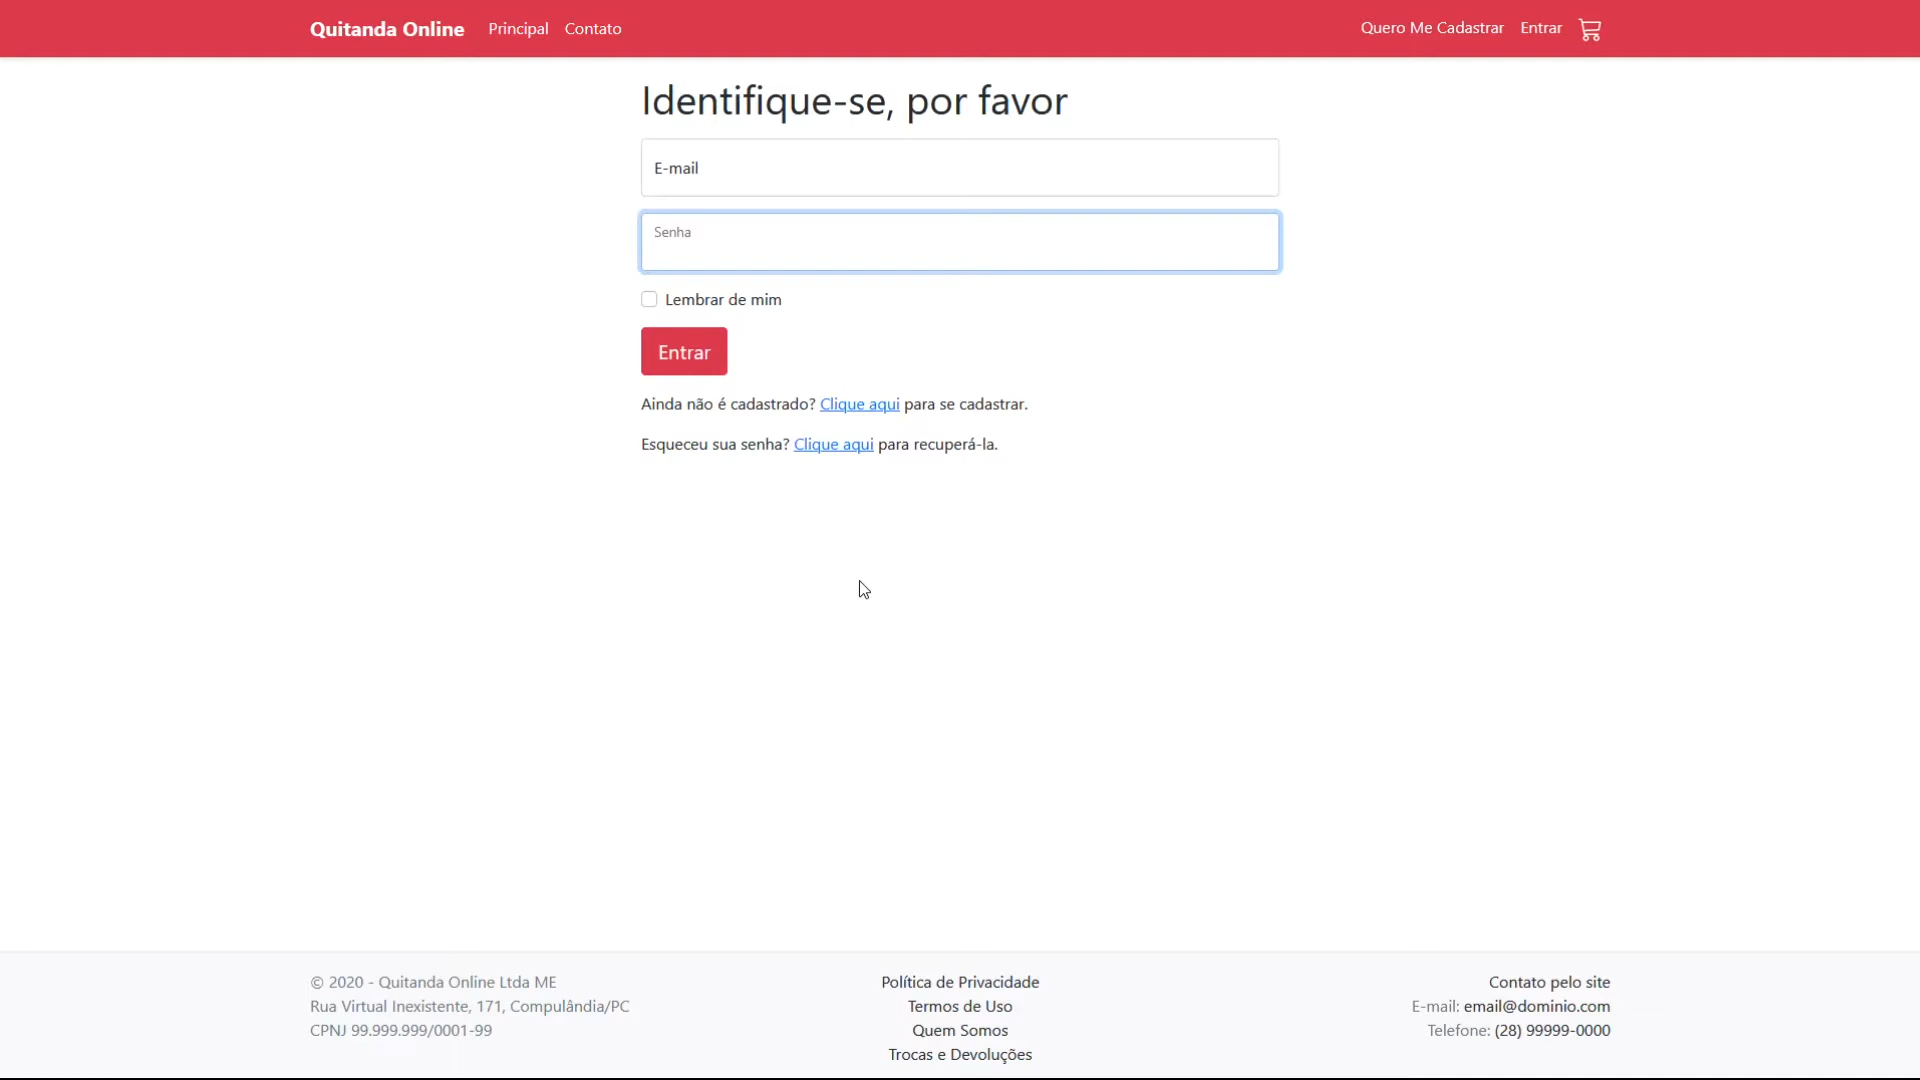 Quitanda Online Principal Contato Quero Me Cadastrar Entrar
Identifique-se, por favor
E-mail
Senha
Lembrar de mim
Entrar
Ainda não é cadastrado? Clique aqui para se cadastrar.
Esqueceu sua senha? Clique aqui para recuperá-la.
© 2020 - Quitanda Online Ltda ME
Rua Virtual Inexistente, 171, Compulândia/PC
CPNJ 99.999.999/0001-99
Política de Privacidade
Termos de Uso
Quem Somos
Trocas e Devoluções
Contato pelo site
E-mail: email@dominio.com
Telefone: (28) 99999-0000